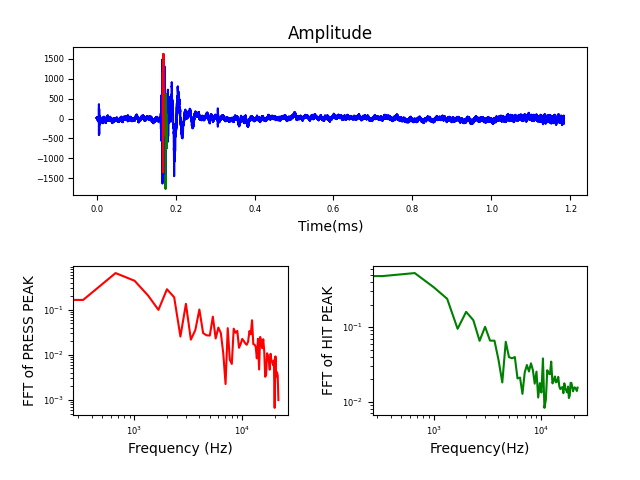 Amplitude
1500
1000
500
0
−500
−1000
−1500
0.0 0.2 0.4 0.6 0.8 1.0 1.2
Time(ms)
FFT of PRESS PEAK
10⁻¹
10⁻²
10⁻³
10³ 10⁴
Frequency (Hz)
FFT of HIT PEAK
10⁻¹
10⁻²
10³ 10⁴
Frequency(Hz)